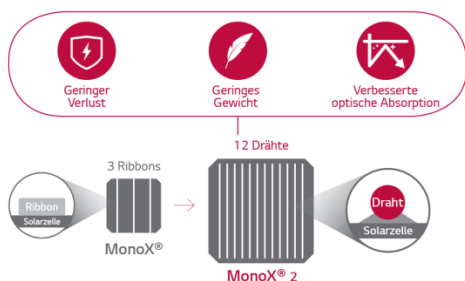 Geringer
Verlust
Geringes
Gewicht
Verbesserte
optische Absorption
12 Drähte
3 Ribbons
Ribbon
Solarzelle
MonoX®
Draht
Solarzelle
MonoX® 2